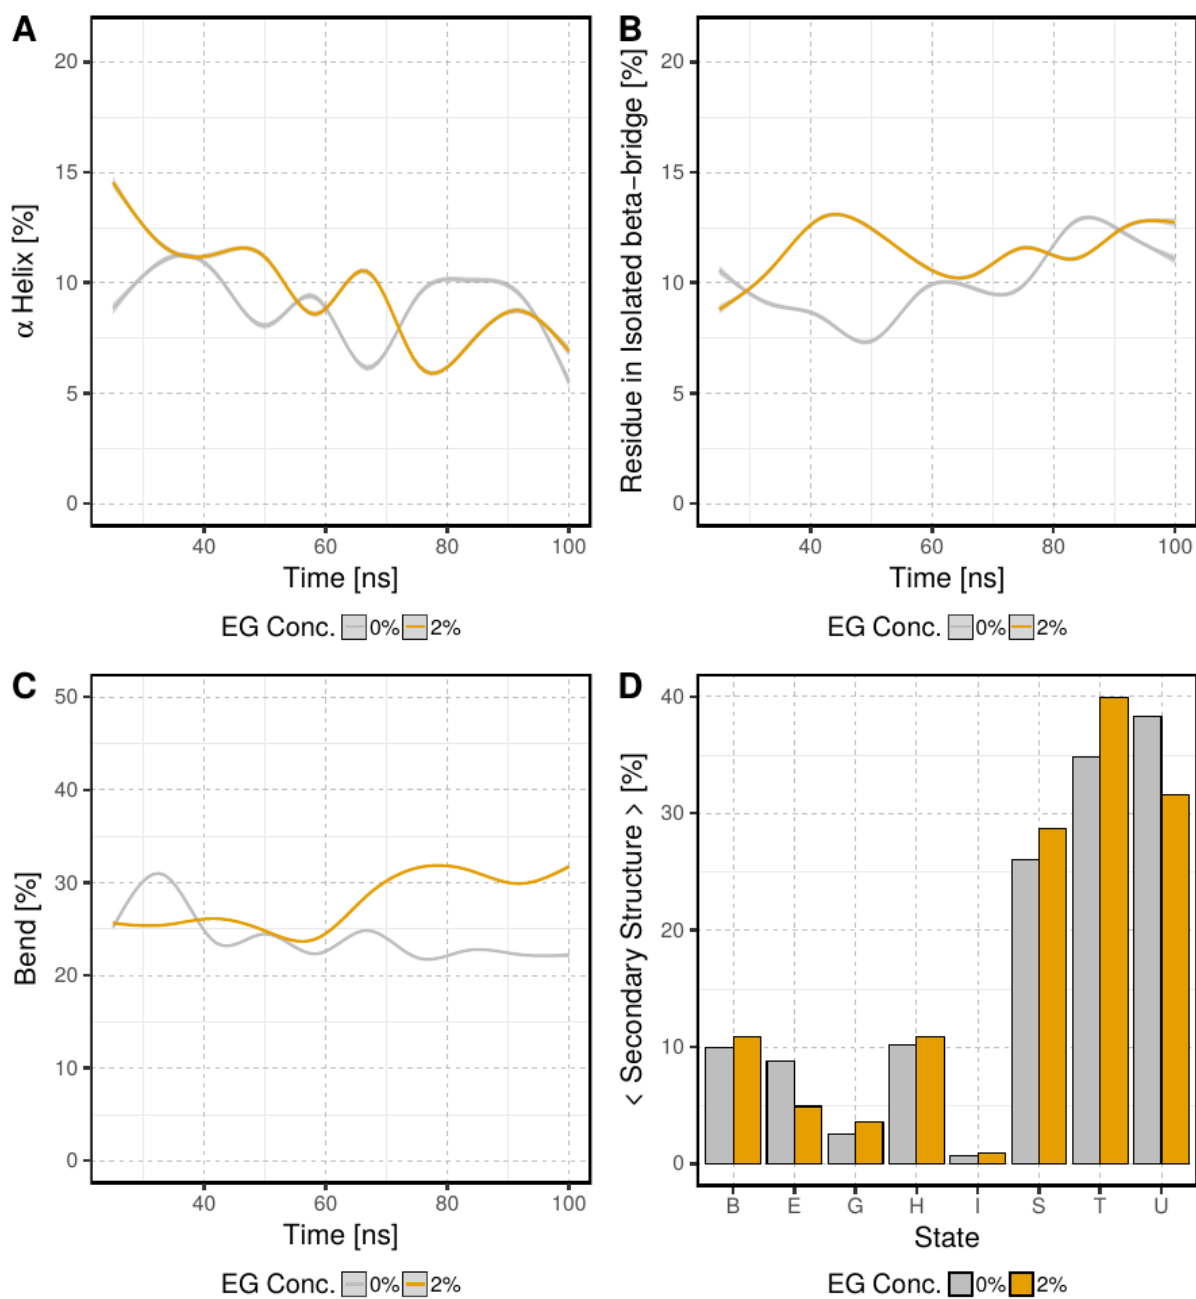 A
α Helix [%]
20
15
10
5
0
40 60 80 100
Time [ns]
EG Conc. 0% 2%
B
Residue in Isolated beta−bridge [%]
20
15
10
5
0
40 60 80 100
Time [ns]
EG Conc. 0% 2%
C
Bend [%]
50
40
30
20
10
0
40 60 80 100
Time [ns]
EG Conc. 0% 2%
D
< Secondary Structure > [%]
40
30
20
10
0
B E G H I S T U
State
EG Conc. 0% 2%